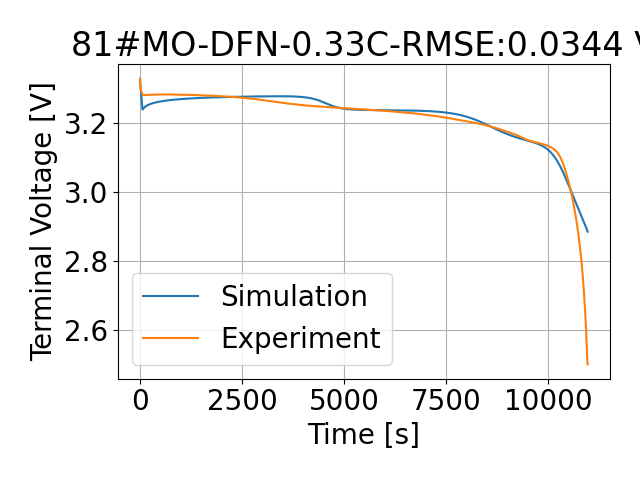 81#MO-DFN-0.33C-RMSE:0.0344 V
Terminal Voltage [V]
3.2
3.0
2.8
2.6
Simulation
Experiment
0 2500 5000 7500 10000
Time [s]